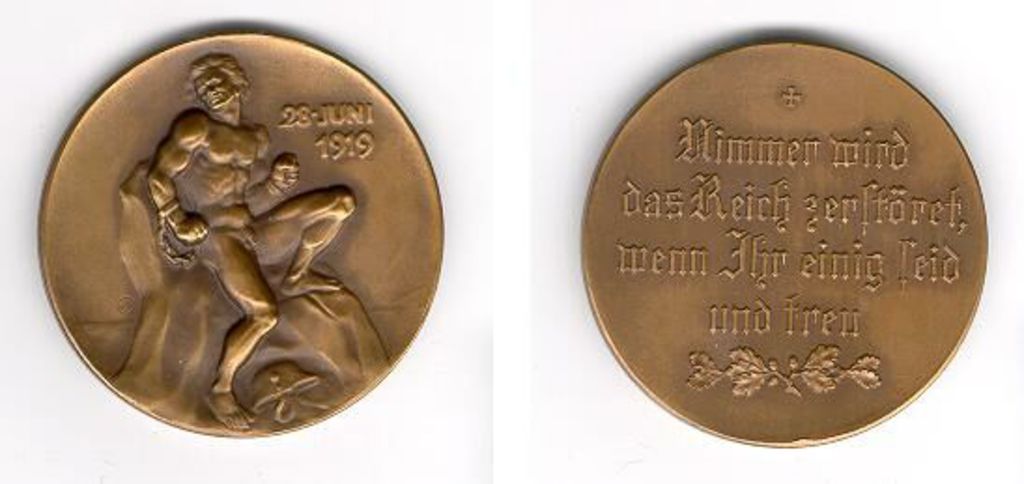 28·JUNI
1919
Nimmer wird
das Reich zerstöret,
wenn Ihr einig seid
und treu